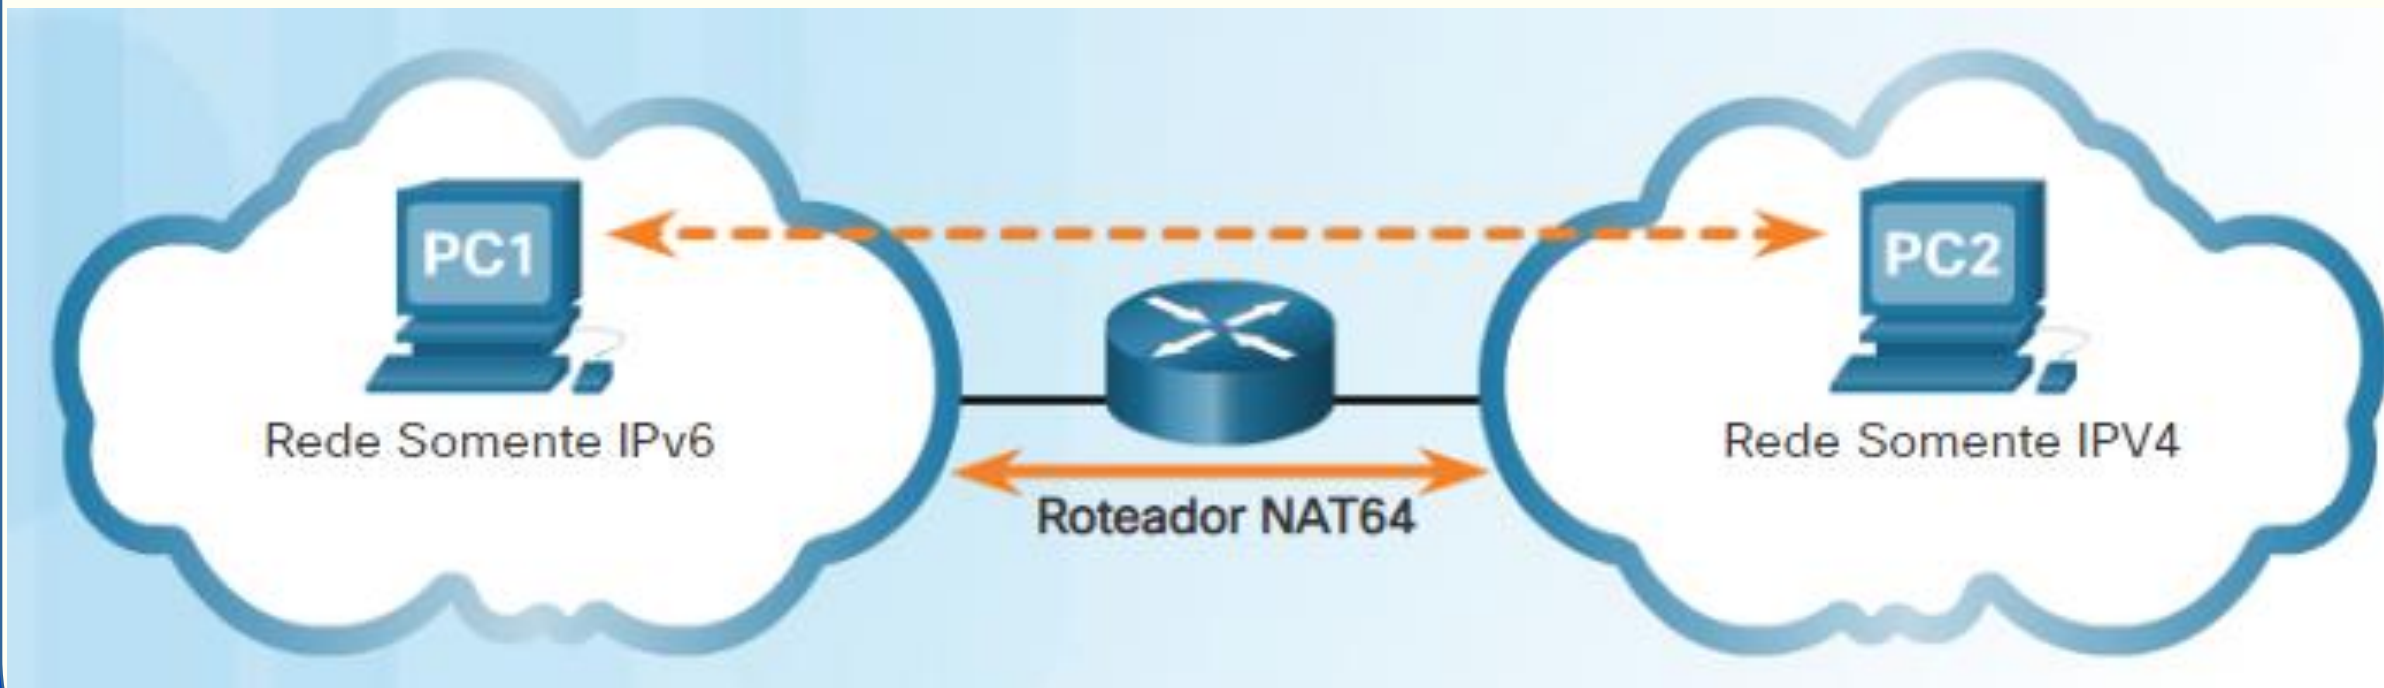 PC1
PC2
Rede Somente IPv6
Rede Somente IPV4
Roteador NAT64